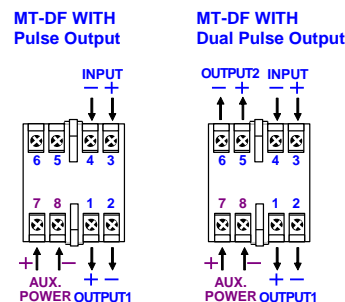 MT-DF WITH
Pulse Output
INPUT
− +
6 5 4 3
7 8 1 2
+ − + −
AUX.
POWER OUTPUT1
MT-DF WITH
Dual Pulse Output
OUTPUT2 INPUT
− + − +
6 5 4 3
7 8 1 2
+ − + −
AUX.
POWER OUTPUT1